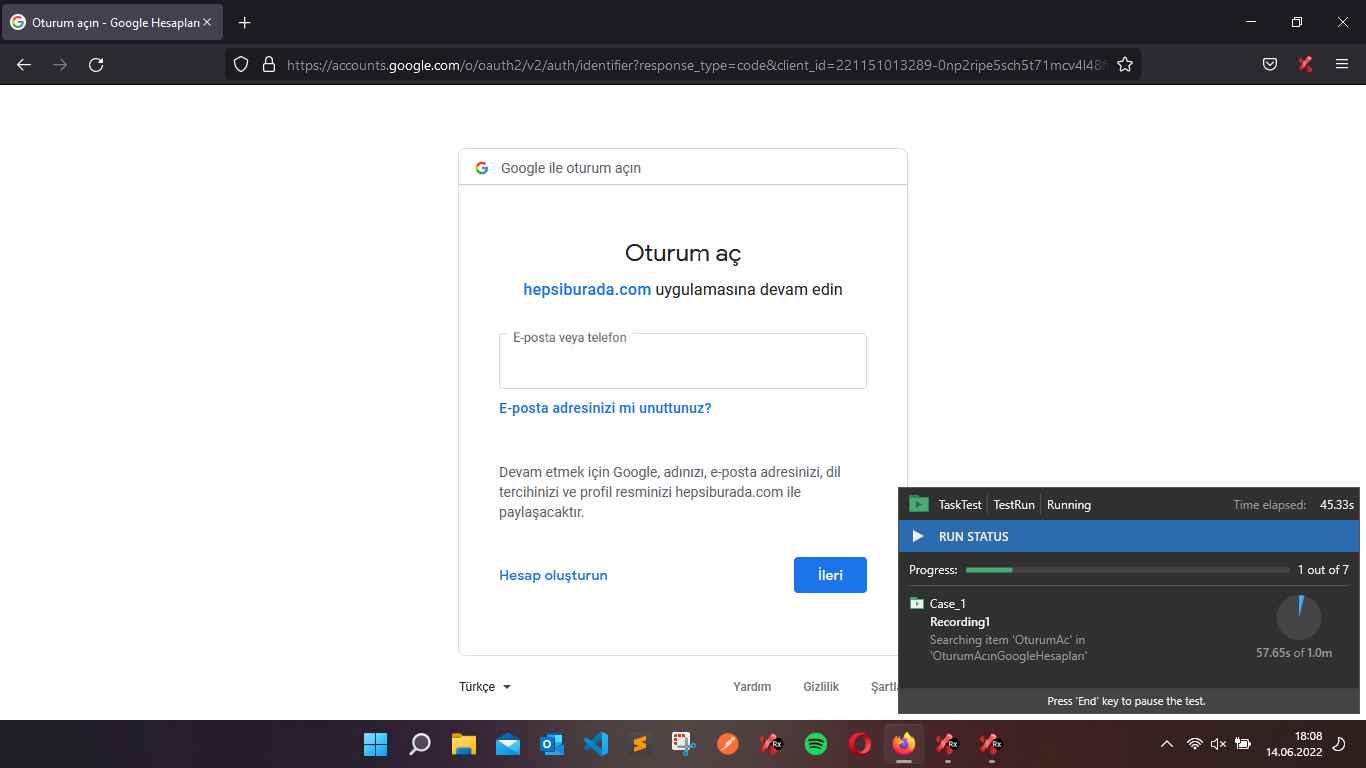 Oturum açın - Google Hesapları
https://accounts.google.com/o/oauth2/v2/auth/identifier?response_type=code&client_id=221151013289-0np2ripe5sch5t71mcv4l48f
Google ile oturum açın
Oturum aç
hepsiburada.com uygulamasına devam edin
E-posta veya telefon
E-posta adresinizi mi unuttunuz?
Devam etmek için Google, adınızı, e-posta adresinizi, dil
tercihinizi ve profil resminizi hepsiburada.com ile
paylaşacaktır.
Hesap oluşturun
İleri
Türkçe
Yardım
Gizlilik
Şartla
TaskTest TestRun Running Time elapsed: 45.33s
RUN STATUS
Progress: 1 out of 7
Case_1
Recording1
Searching item 'OturumAc' in
'OturumAcınGoogleHesapları'
57.65s of 1.0m
Press 'End' key to pause the test.
Rx
Rx
Rx
18:08
14.06.2022